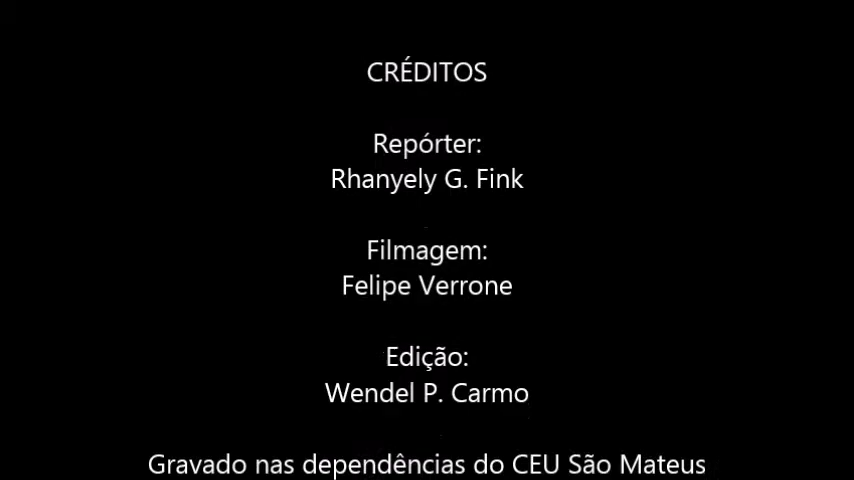 CRÉDITOS
Repórter:
Rhanyely G. Fink
Filmagem:
Felipe Verrone
Edição:
Wendel P. Carmo
Gravado nas dependências do CEU São Mateus